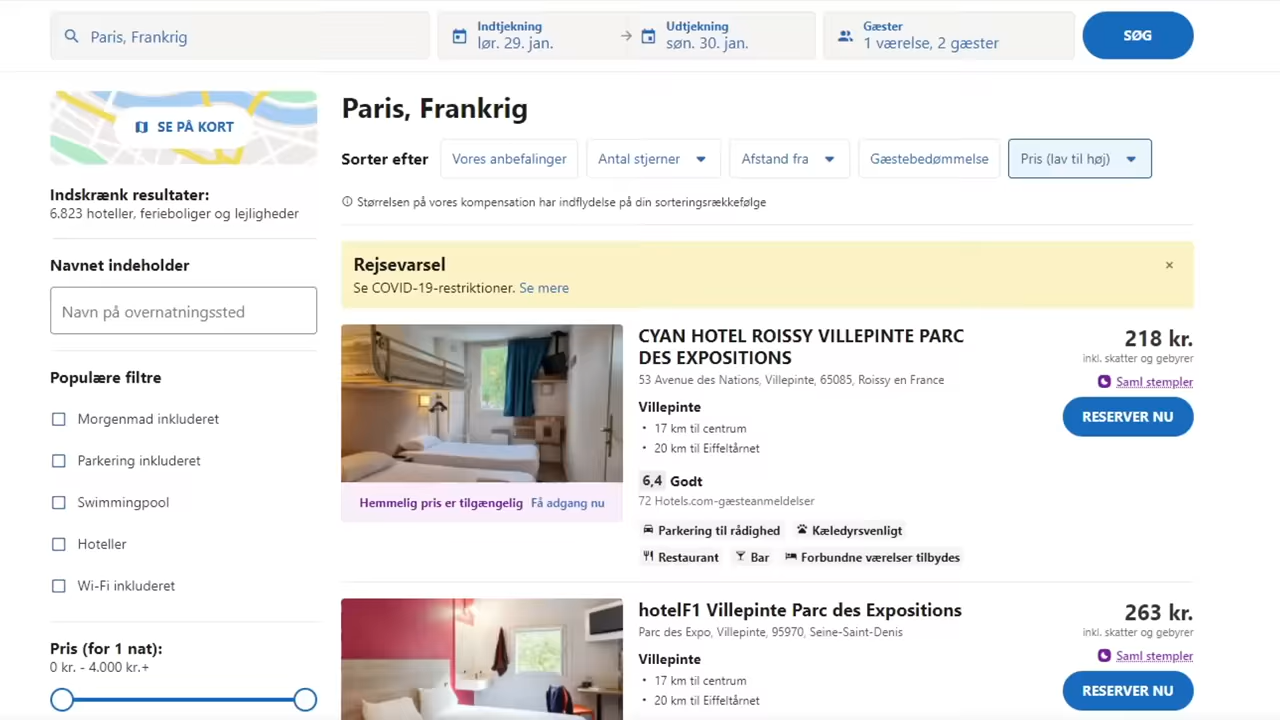 Paris, Frankrig
Indtjekning
lør. 29. jan.
Udtjekning
søn. 30. jan.
Gæster
1 værelse, 2 gæster
SØG
SE PÅ KORT
Indskrænk resultater:
6.823 hoteller, ferieboliger og lejligheder
Navnet indeholder
Navn på overnatningssted
Populære filtre
Morgenmad inkluderet
Parkering inkluderet
Swimmingpool
Hoteller
Wi-Fi inkluderet
Pris (for 1 nat):
0 kr. - 4.000 kr.+
Paris, Frankrig
Sorter efter
Vores anbefalinger
Antal stjerner
Afstand fra
Gæstebedømmelse
Pris (lav til høj)
Størrelsen på vores kompensation har indflydelse på din sorteringsrækkefølge
Rejsevarsel
×
Se COVID-19-restriktioner. Se mere
CYAN HOTEL ROISSY VILLEPINTE PARC
DES EXPOSITIONS
53 Avenue des Nations, Villepinte, 65085, Roissy en France
Villepinte
• 17 km til centrum
• 20 km til Eiffeltårnet
6,4 Godt
72 Hotels.com-gæsteanmeldelser
Parkering til rådighed
Kæledyrsvenligt
Restaurant
Bar
Forbundne værelser tilbydes
218 kr.
inkl. skatter og gebyrer
Saml stempler
RESERVER NU
Hemmelig pris er tilgængelig Få adgang nu
hotelF1 Villepinte Parc des Expositions
Parc des Expo, Villepinte, 95970, Seine-Saint-Denis
Villepinte
• 17 km til centrum
• 20 km til Eiffeltårnet
263 kr.
inkl. skatter og gebyrer
Saml stempler
RESERVER NU